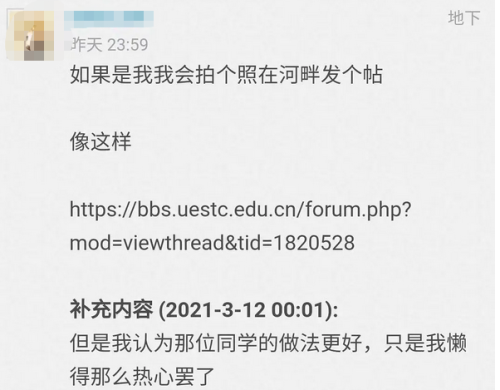 地下
昨天 23:59
如果是我我会拍个照在河畔发个帖
像这样
https://bbs.uestc.edu.cn/forum.php?
mod=viewthread&tid=1820528
补充内容 (2021-3-12 00:01):
但是我认为那位同学的做法更好，只是我懒
得那么热心罢了